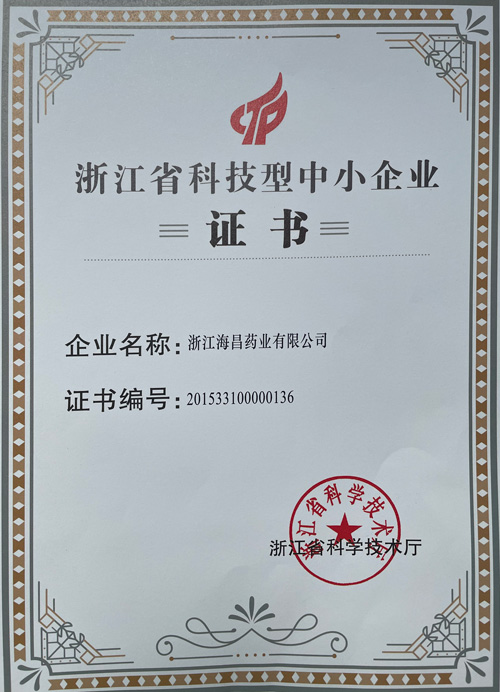 CTP
浙江省科技型中小企业
证书
企业名称:浙江海昌药业有限公司
证书编号:201533100000136
浙江省科学技术厅
浙江省科学技术厅